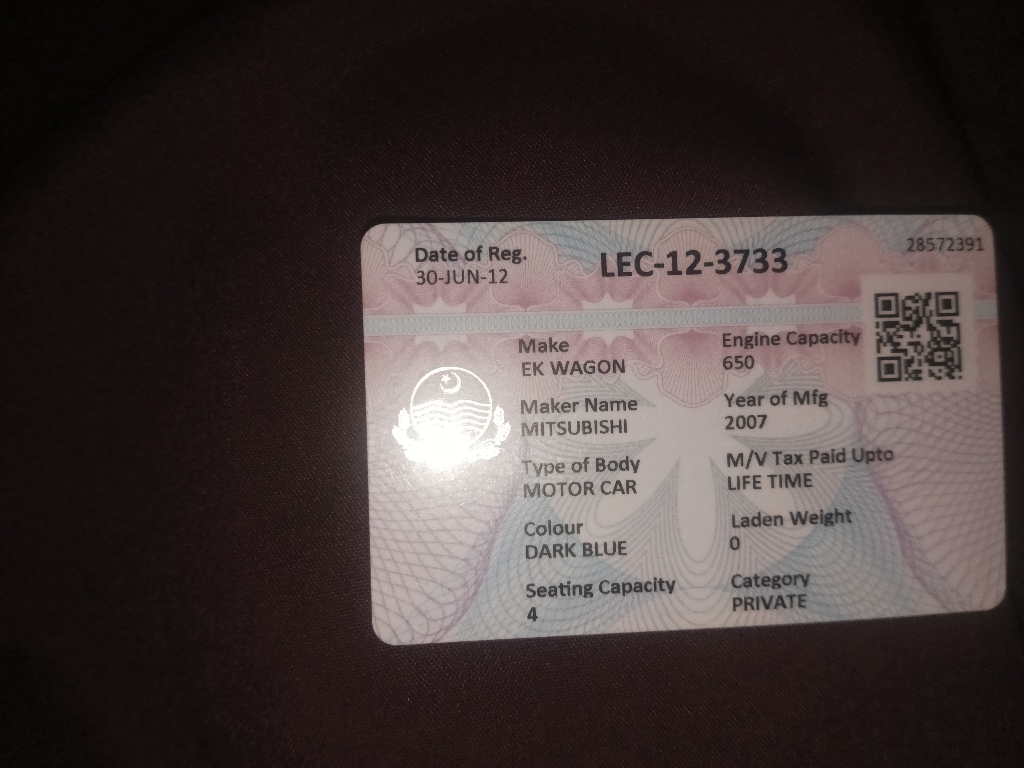 Date of Reg.
30-JUN-12
LEC-12-3733
28572391
Make
EK WAGON
Engine Capacity
650
Maker Name
MITSUBISHI
Year of Mfg
2007
Type of Body
MOTOR CAR
M/V Tax Paid Upto
LIFE TIME
Colour
DARK BLUE
Laden Weight
0
Seating Capacity
4
Category
PRIVATE